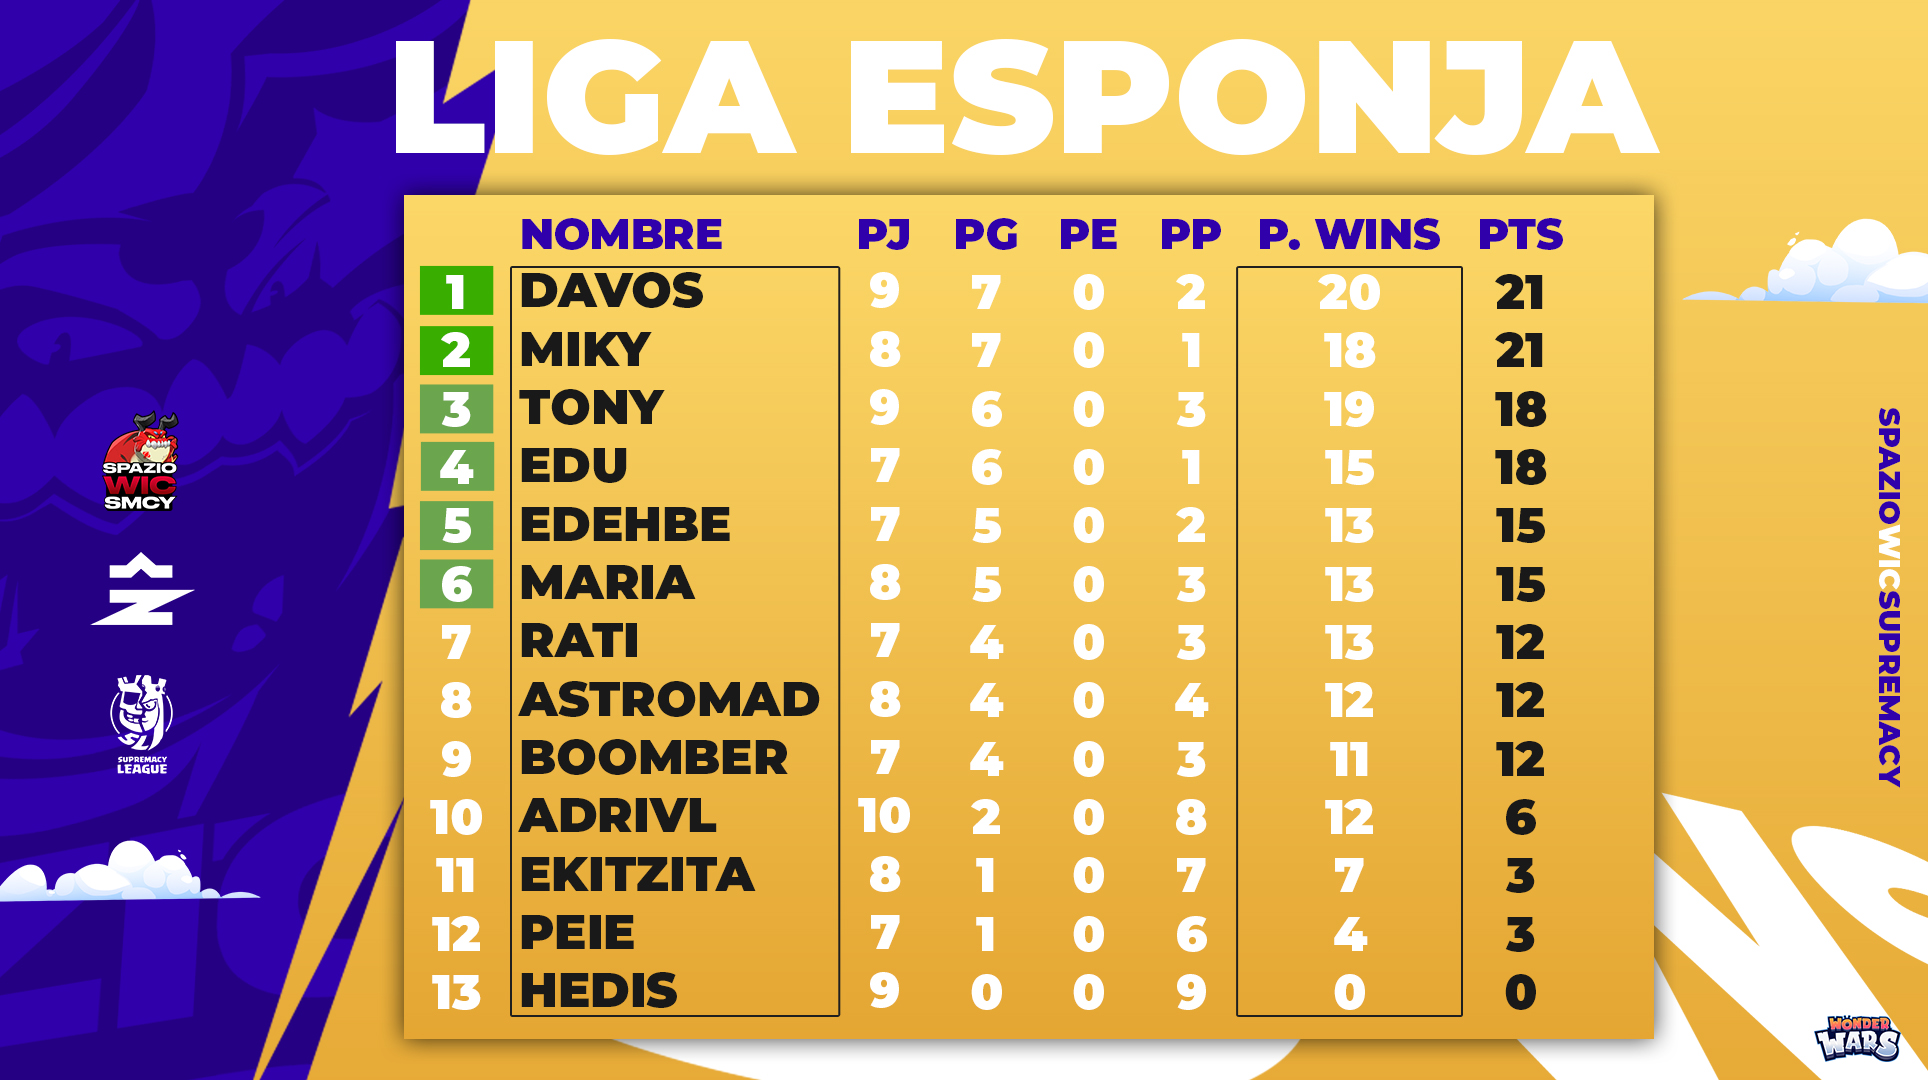 LIGA ESPONJA
NOMBRE PJ PG PE PP P. WINS PTS
1 DAVOS 9 7 0 2 20 21
2 MIKY 8 7 0 1 18 21
3 TONY 9 6 0 3 19 18
4 EDU 7 6 0 1 15 18
5 EDEHBE 7 5 0 2 13 15
6 MARIA 8 5 0 3 13 15
7 RATI 7 4 0 3 13 12
8 ASTROMAD 8 4 0 4 12 12
9 BOOMBER 7 4 0 3 11 12
10 ADRIVL 10 2 0 8 12 6
11 EKITZITA 8 1 0 7 7 3
12 PEIE 7 1 0 6 4 3
13 HEDIS 9 0 0 9 0 0
SPAZIO
WIC
SMCY
SL
SUPREMACY
LEAGUE
SPAZIOWICSUPREMACY
WONDER
WARS